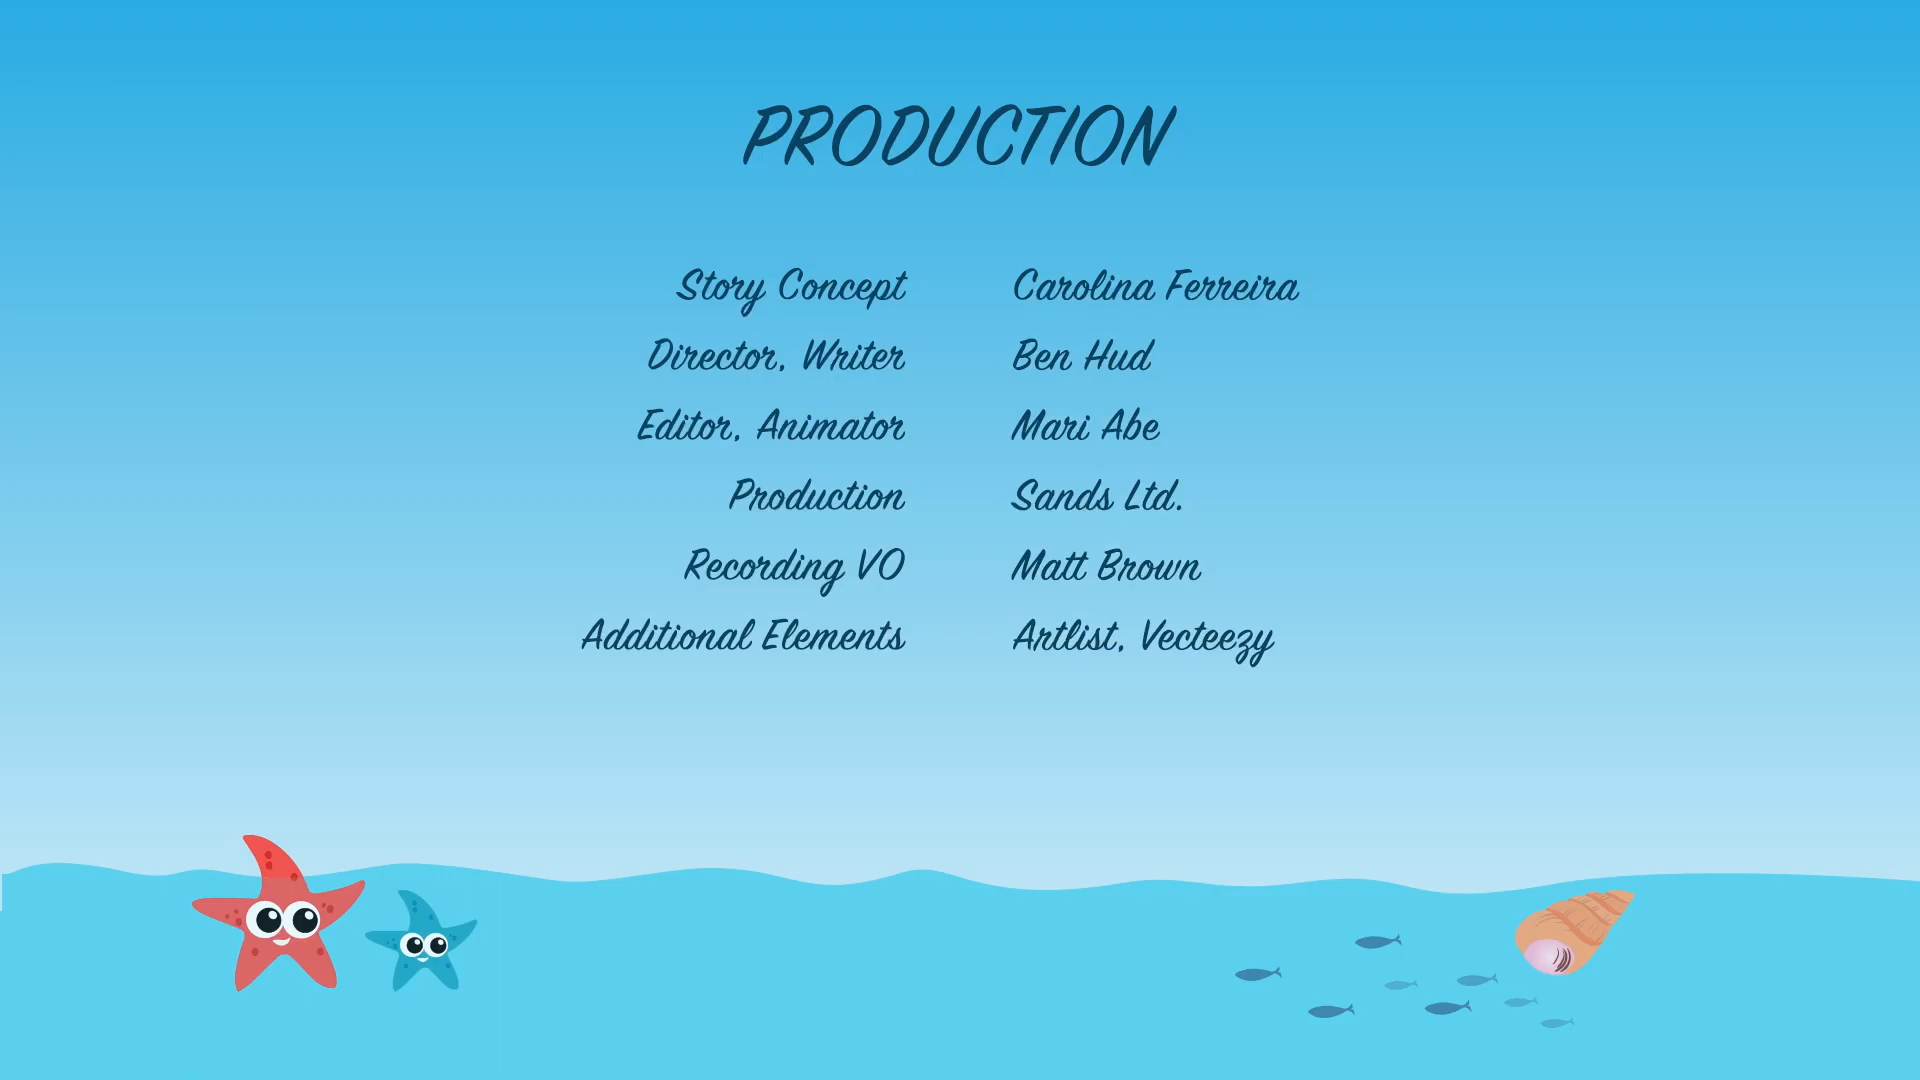 PRODUCTION
Story Concept Carolina Ferreira
Director, Writer Ben Hud
Editor, Animator Mari Abe
Production Sands Ltd.
Recording VO Matt Brown
Additional Elements Artlist, Vecteezy